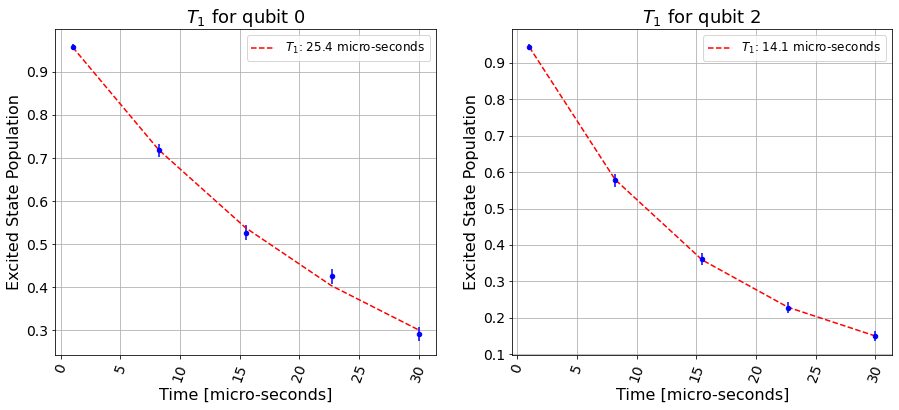 T₁ for qubit 0
T₁: 25.4 micro-seconds
Excited State Population
0.9
0.8
0.7
0.6
0.5
0.4
0.3
0 5 10 15 20 25 30
Time [micro-seconds]
T₁ for qubit 2
T₁: 14.1 micro-seconds
Excited State Population
0.9
0.8
0.7
0.6
0.5
0.4
0.3
0.2
0.1
0 5 10 15 20 25 30
Time [micro-seconds]